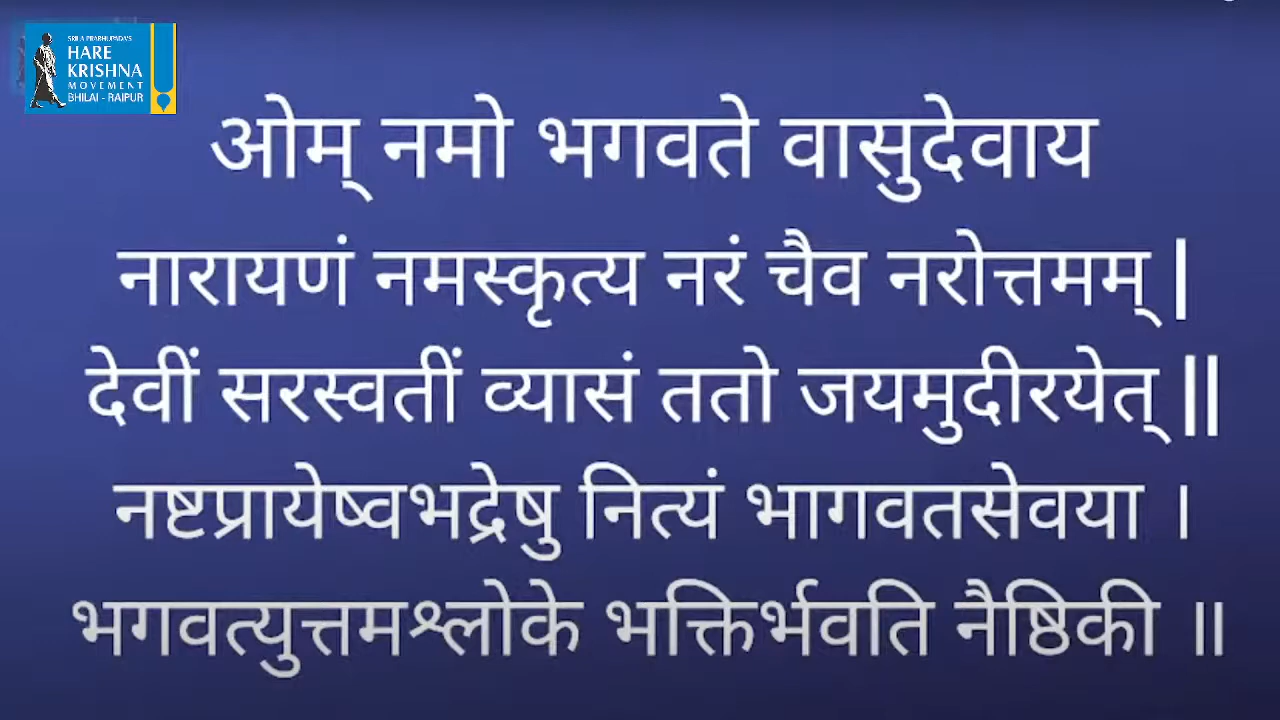 SRILA PRABHUPADA'S
HARE
KRISHNA
MOVEMENT
BHILAI - RAIPUR
ओम् नमो भगवते वासुदेवाय
नारायणं नमस्कृत्य नरं चैव नरोत्तमम् |
देवीं सरस्वतीं व्यासं ततो जयमुदीरयेत् ||
नष्टप्रायेष्वभद्रेषु नित्यं भागवतसेवया ।
भगवत्युत्तमश्लोके भक्तिर्भवति नैष्ठिकी ॥